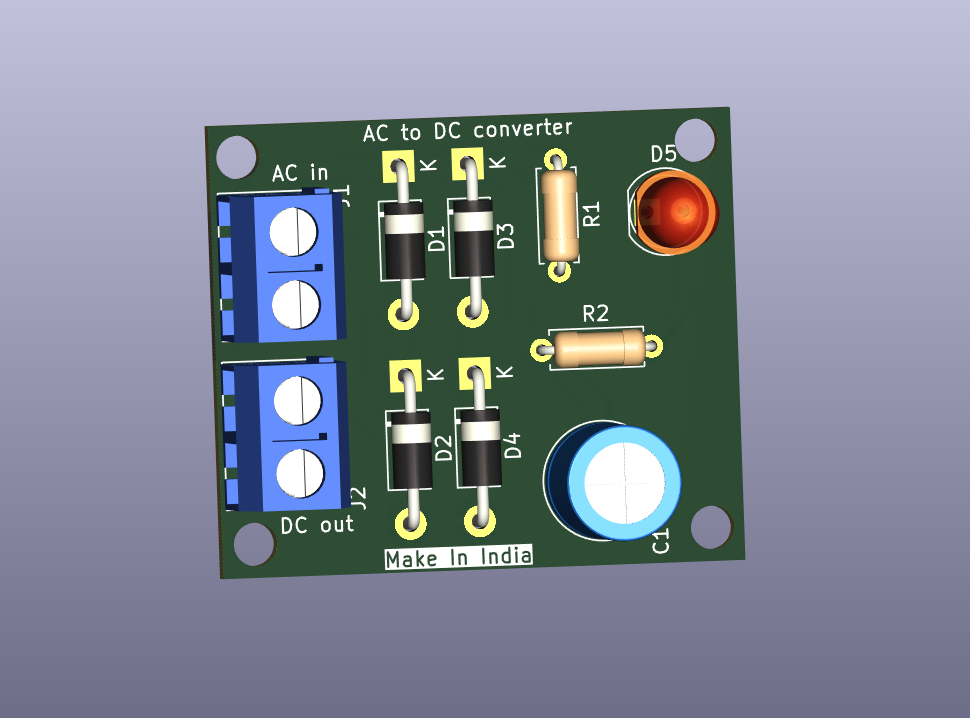 AC to DC converter
AC in
J1
K
K
D5
D1
D3
R1
R2
K
K
D2
D4
J2
DC out
C1
Make In India